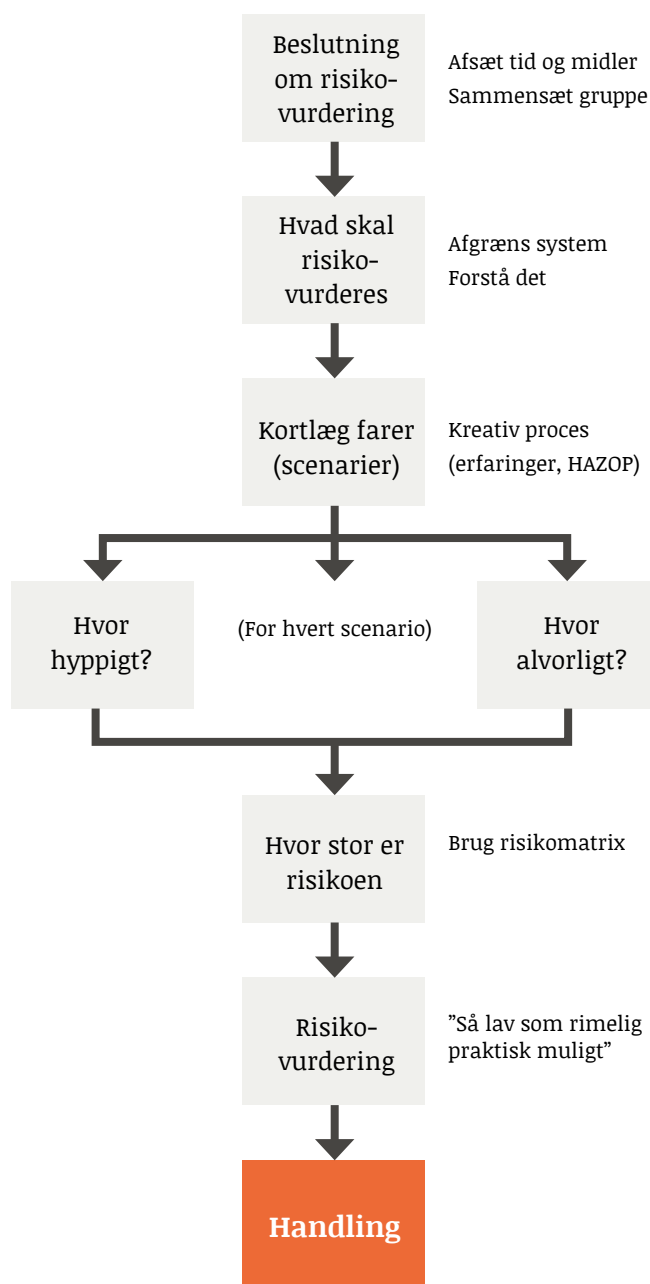 Beslutning
om risiko-
vurdering
Afsæt tid og midler
Sammensæt gruppe
Hvad skal
risiko-
vurderes
Afgræns system
Forstå det
Kortlæg farer
(scenarier)
Kreativ proces
(erfaringer, HAZOP)
Hvor
hyppigt?
(For hvert scenario)
Hvor
alvorligt?
Hvor stor er
risikoen
Brug risikomatrix
Risiko-
vurdering
”Så lav som rimelig
praktisk muligt”
Handling